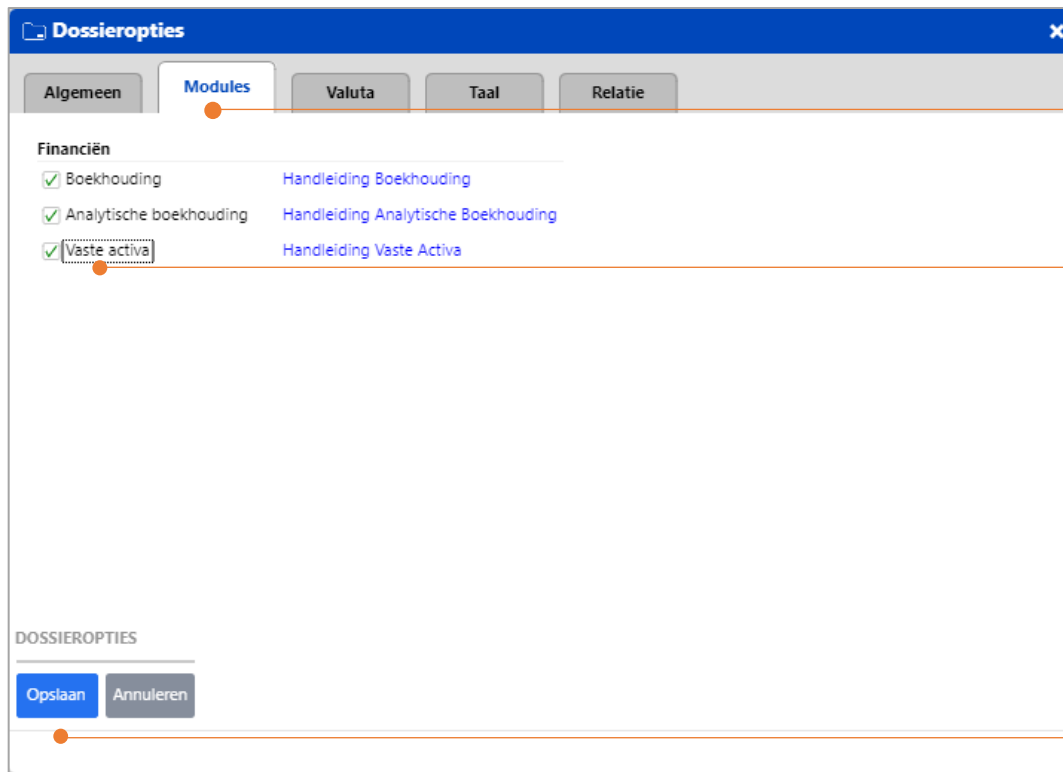 Dossieropties
Algemeen Modules Valuta Taal Relatie
Financiën
Boekhouding Handleiding Boekhouding
Analytische boekhouding Handleiding Analytische Boekhouding
Vaste activa Handleiding Vaste Activa
DOSSIEROPTIES
Opslaan Annuleren